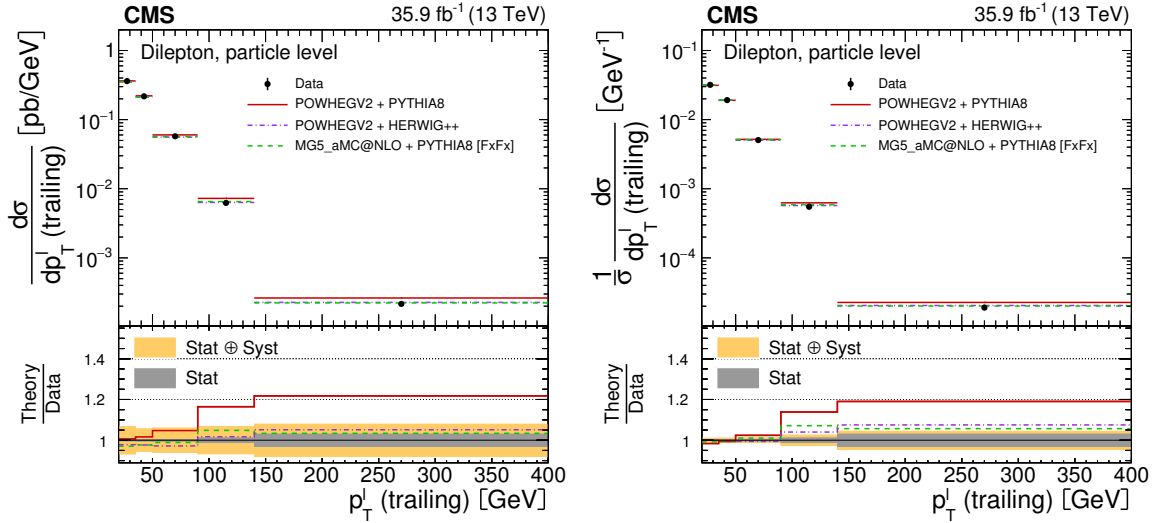 CMS 35.9 fb⁻¹ (13 TeV)
Dilepton, particle level
Data
POWHEGV2 + PYTHIA8
POWHEGV2 + HERWIG++
MG5_aMC@NLO + PYTHIA8 [FxFx]
dσ
dp_T^l (trailing) [pb/GeV]
1
10⁻¹
10⁻²
10⁻³
Stat ⊕ Syst
Stat
Theory
Data
1.4
1.2
1
50 100 150 200 250 300 350 400
p_T^l (trailing) [GeV]
CMS 35.9 fb⁻¹ (13 TeV)
Dilepton, particle level
Data
POWHEGV2 + PYTHIA8
POWHEGV2 + HERWIG++
MG5_aMC@NLO + PYTHIA8 [FxFx]
1 dσ
σ dp_T^l (trailing) [GeV⁻¹]
10⁻¹
10⁻²
10⁻³
10⁻⁴
Stat ⊕ Syst
Stat
Theory
Data
1.4
1.2
1
50 100 150 200 250 300 350 400
p_T^l (trailing) [GeV]